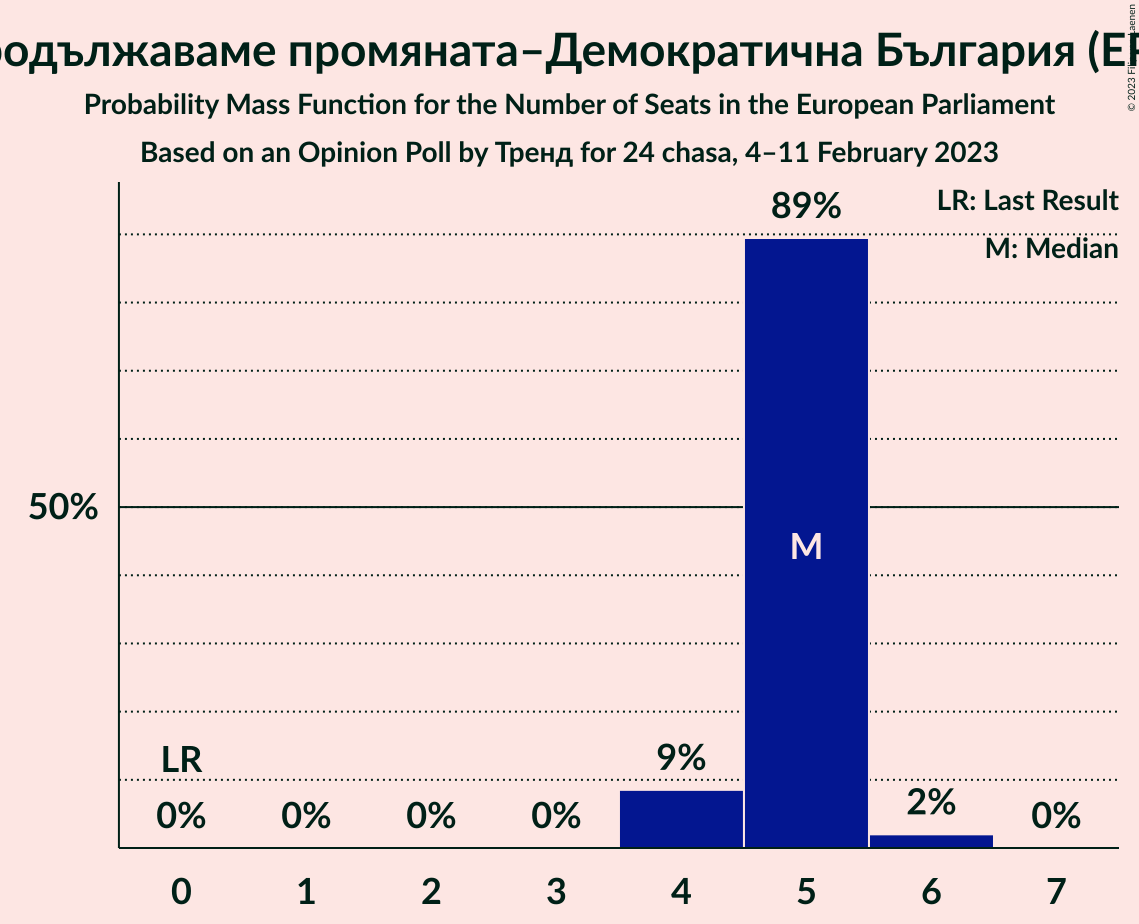 одължаваме промяната–Демократична България (E
Probability Mass Function for the Number of Seats in the European Parliament
Based on an Opinion Poll by Тренд for 24 chasa, 4–11 February 2023
© 2023
LR: Last Result
M: Median
89%
50%
M
LR
9%
2%
0% 0% 0% 0% 0%
0 1 2 3 4 5 6 7